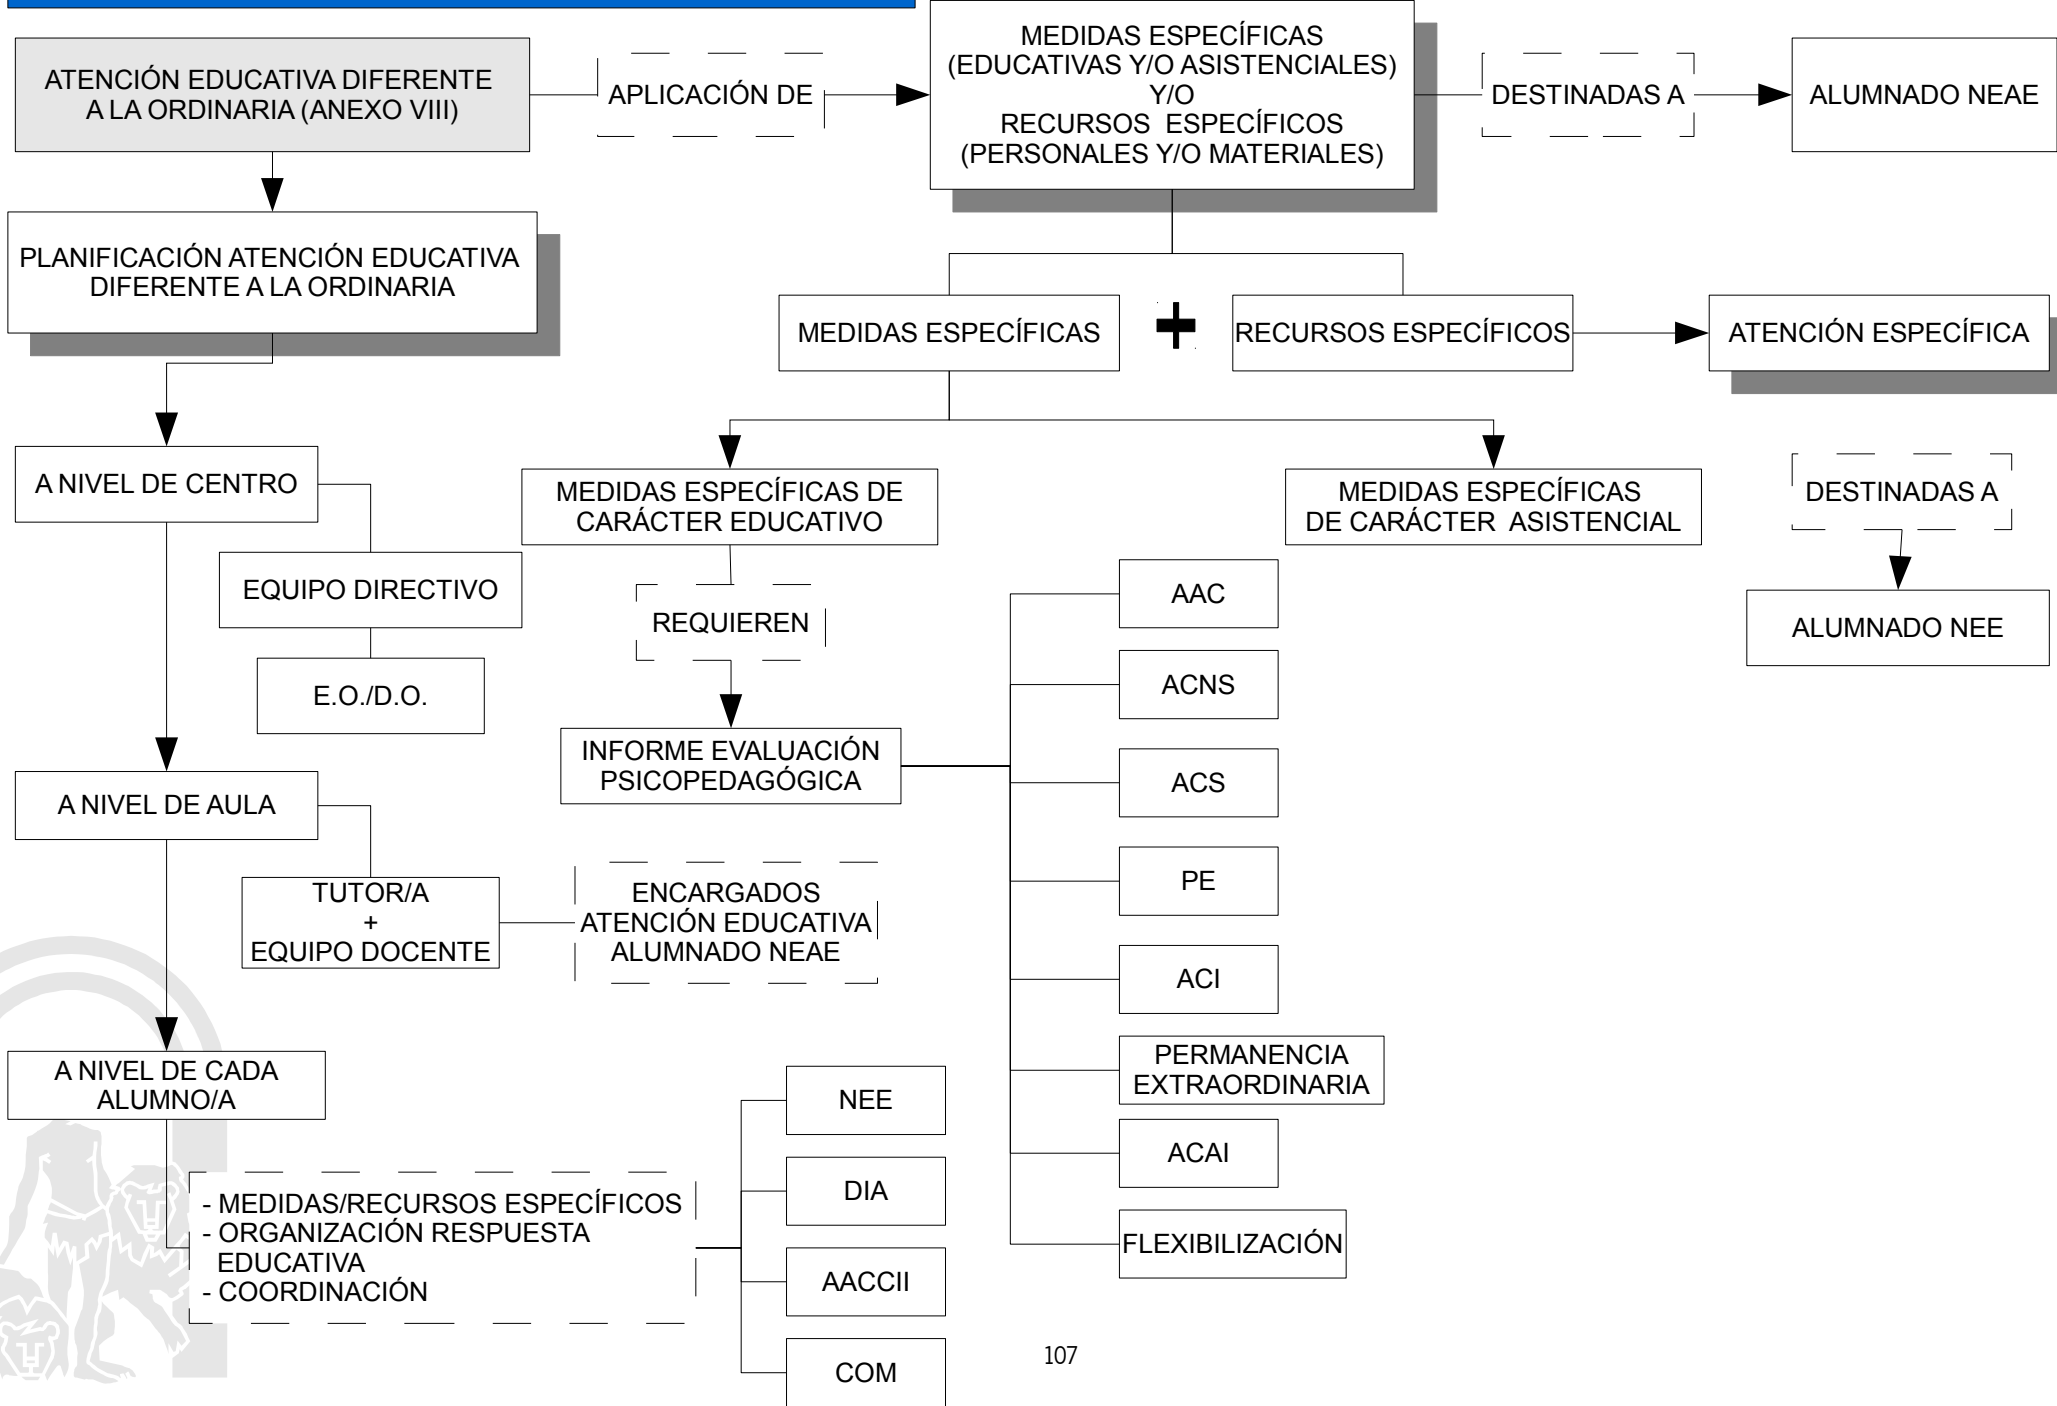 ATENCIÓN EDUCATIVA DIFERENTE
A LA ORDINARIA (ANEXO VIII)
APLICACIÓN DE
MEDIDAS ESPECÍFICAS
(EDUCATIVAS Y/O ASISTENCIALES)
Y/O
RECURSOS ESPECÍFICOS
(PERSONALES Y/O MATERIALES)
DESTINADAS A
ALUMNADO NEAE
PLANIFICACIÓN ATENCIÓN EDUCATIVA
DIFERENTE A LA ORDINARIA
MEDIDAS ESPECÍFICAS
+
RECURSOS ESPECÍFICOS
ATENCIÓN ESPECÍFICA
A NIVEL DE CENTRO
MEDIDAS ESPECÍFICAS DE
CARÁCTER EDUCATIVO
MEDIDAS ESPECÍFICAS
DE CARÁCTER ASISTENCIAL
DESTINADAS A
EQUIPO DIRECTIVO
REQUIEREN
ALUMNADO NEE
E.O./D.O.
INFORME EVALUACIÓN
PSICOPEDAGÓGICA
AAC
ACNS
ACS
PE
ACI
PERMANENCIA
EXTRAORDINARIA
ACAI
FLEXIBILIZACIÓN
A NIVEL DE AULA
TUTOR/A
+
EQUIPO DOCENTE
ENCARGADOS
ATENCIÓN EDUCATIVA
ALUMNADO NEAE
A NIVEL DE CADA
ALUMNO/A
- MEDIDAS/RECURSOS ESPECÍFICOS
- ORGANIZACIÓN RESPUESTA
EDUCATIVA
- COORDINACIÓN
NEE
DIA
AACCII
COM
107